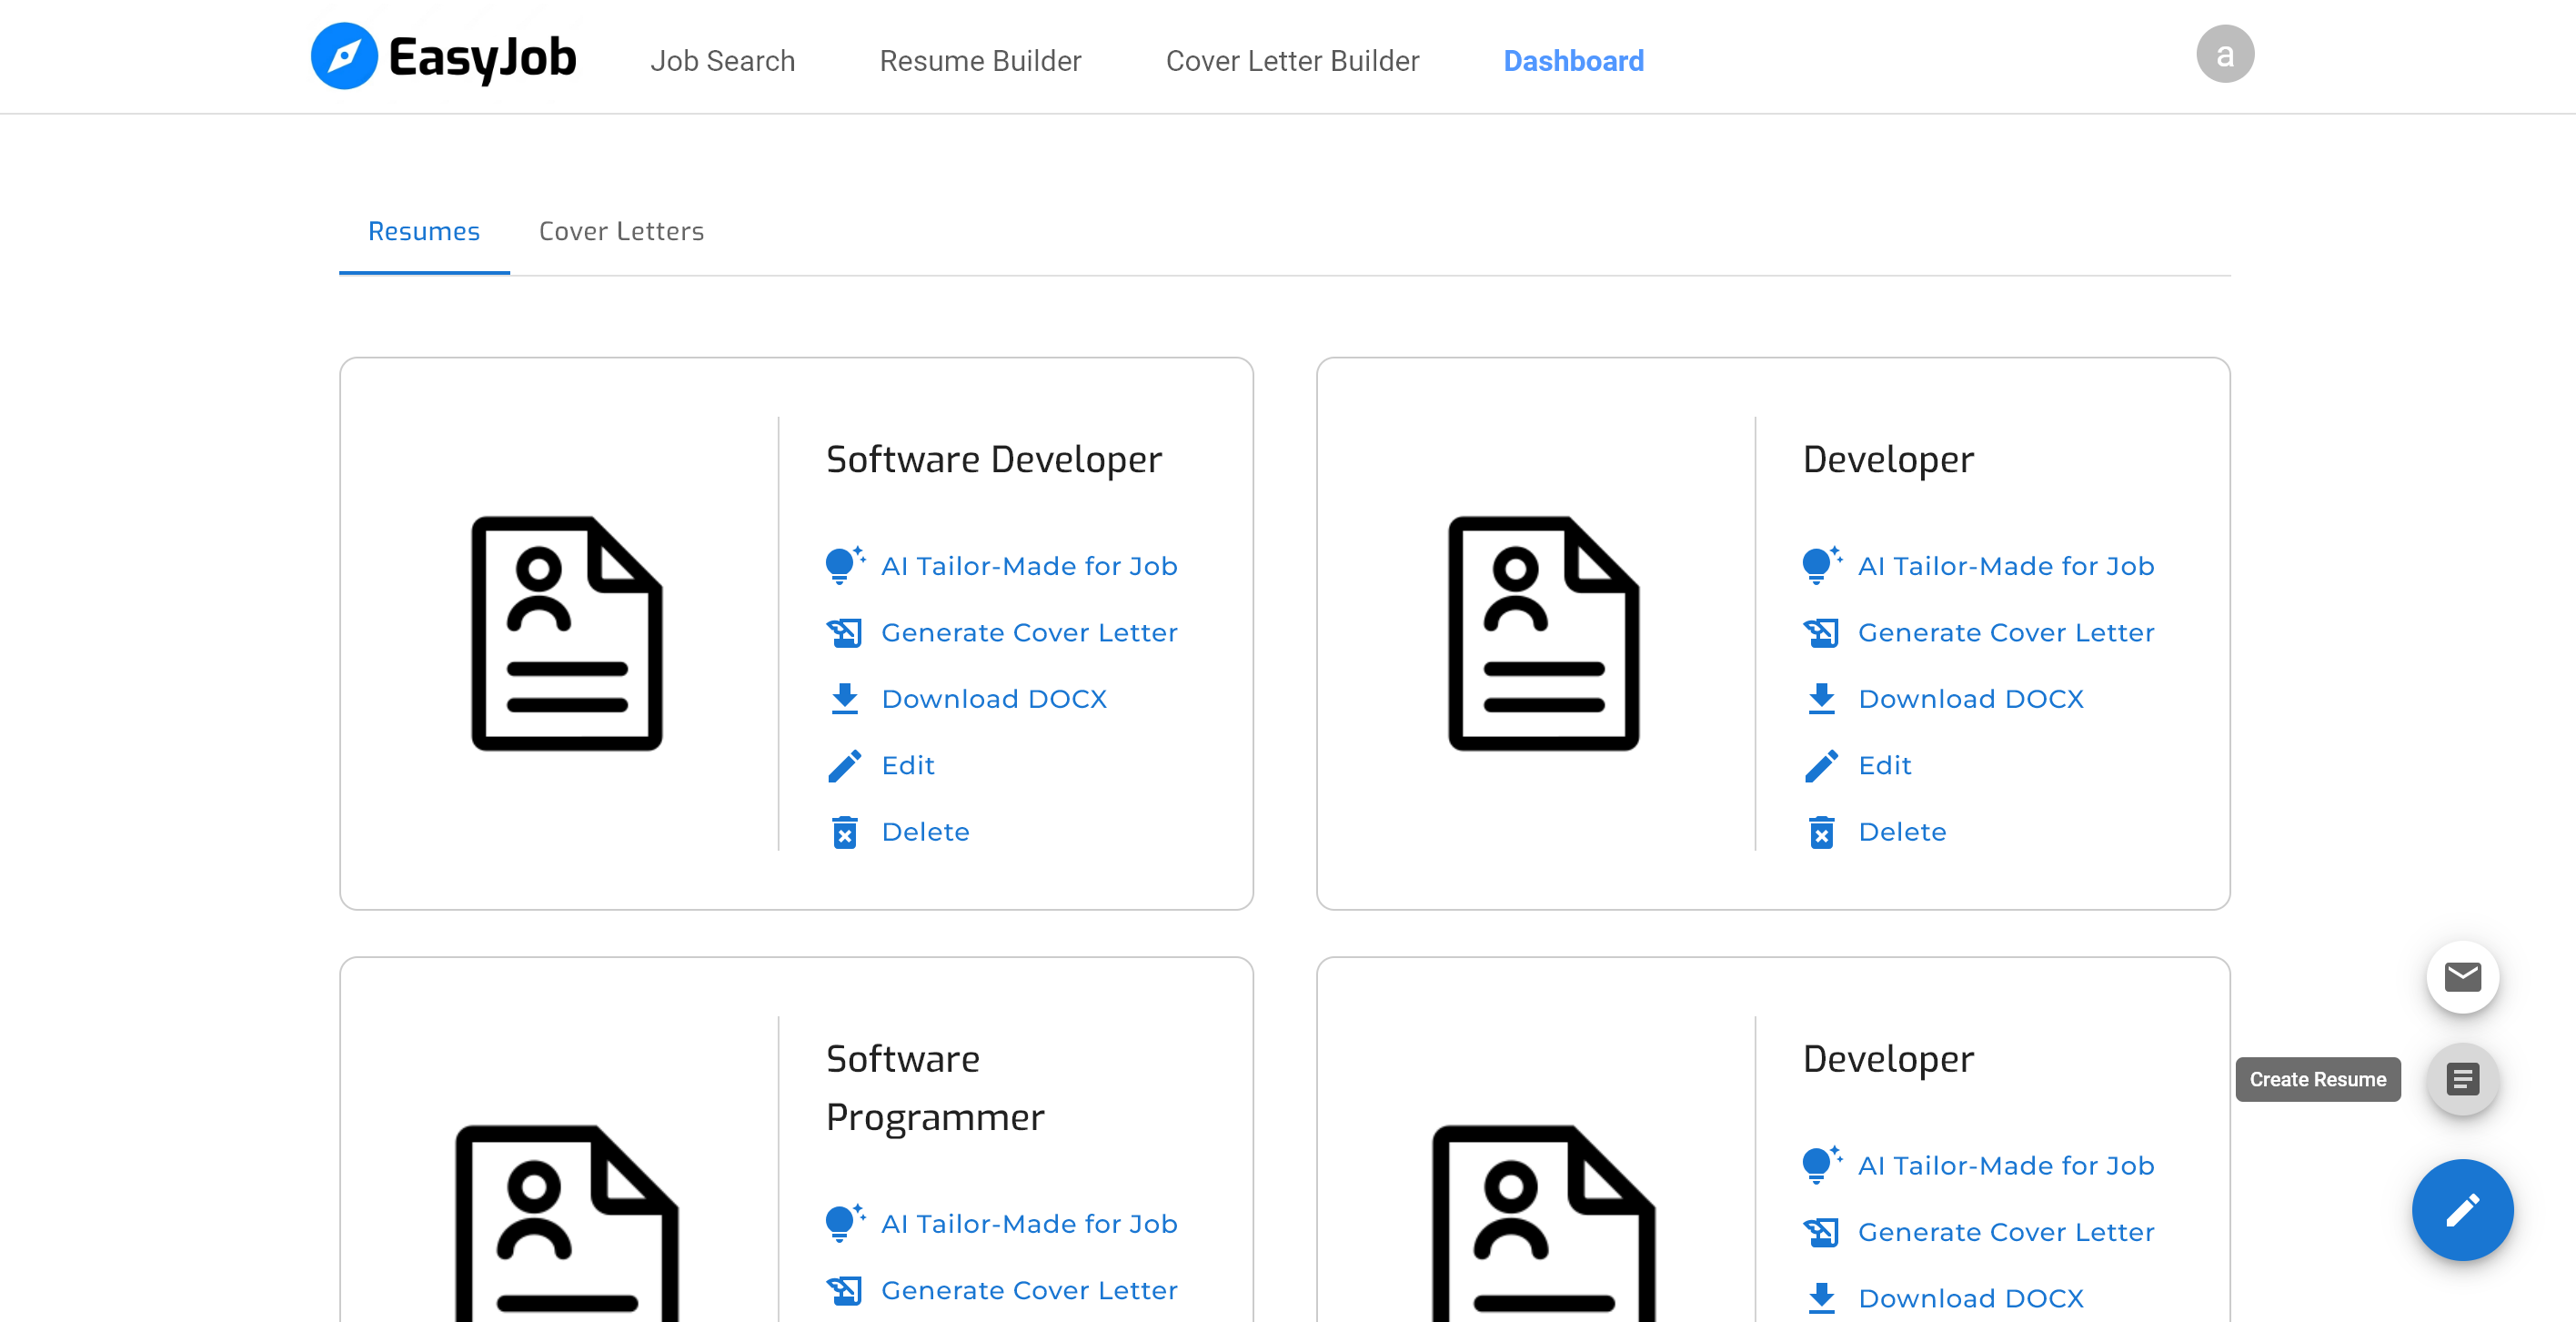 EasyJob
Job Search
Resume Builder
Cover Letter Builder
Dashboard
a
Resumes
Cover Letters
Software Developer
AI Tailor-Made for Job
Generate Cover Letter
Download DOCX
Edit
Delete
Developer
AI Tailor-Made for Job
Generate Cover Letter
Download DOCX
Edit
Delete
Software
Programmer
AI Tailor-Made for Job
Generate Cover Letter
Developer
AI Tailor-Made for Job
Generate Cover Letter
Download DOCX
Create Resume